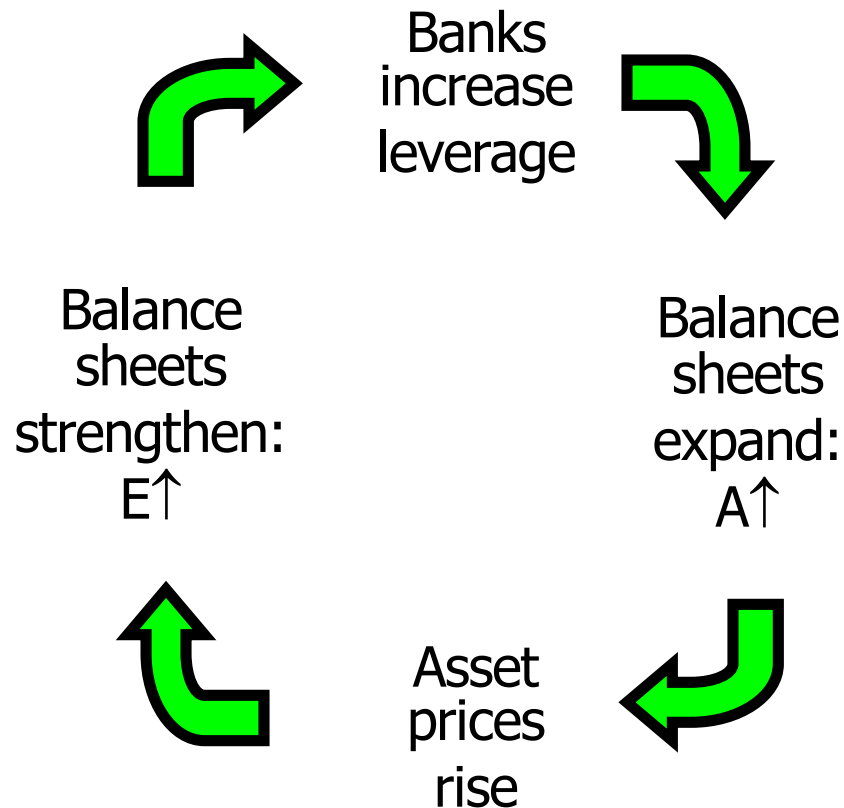 Banks
increase
leverage
Balance
sheets
expand:
A↑
Asset
prices
rise
Balance
sheets
strengthen:
E↑